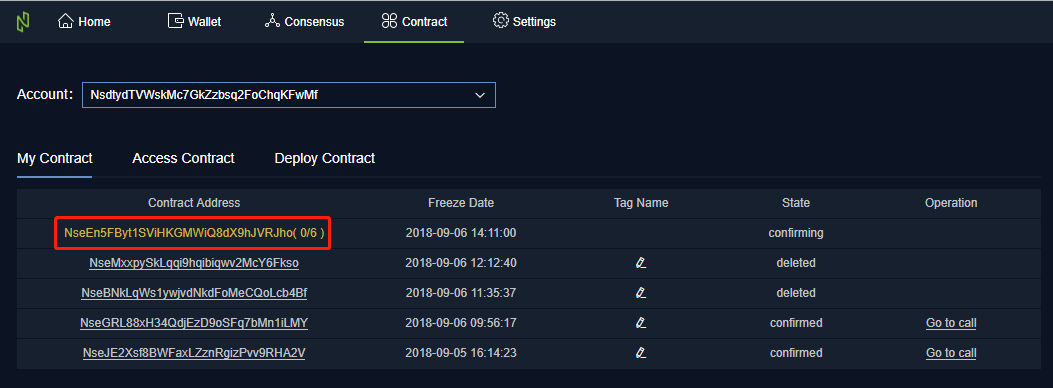 Home Wallet Consensus Contract Settings
Account: NsdtydTVWskMc7GkZzbsq2FoChqKFwMf
My Contract Access Contract Deploy Contract
Contract Address Freeze Date Tag Name State Operation
NseEn5FByt1SViHKGMWiQ8dX9hJVRJho( 0/6 ) 2018-09-06 14:11:00 confirming
NseMxxpySkLqqi9hqibiqwv2McY6Fkso 2018-09-06 12:12:40 deleted
NseBNkLqWs1ywjvdNkdFoMeCQoLcb4Bf 2018-09-06 11:35:37 deleted
NseGRL88xH34QdjEzD9oSFq7bMn1iLMY 2018-09-06 09:56:17 confirmed Go to call
NseJE2Xsf8BWFaxLZznRgizPvv9RHA2V 2018-09-05 16:14:23 confirmed Go to call